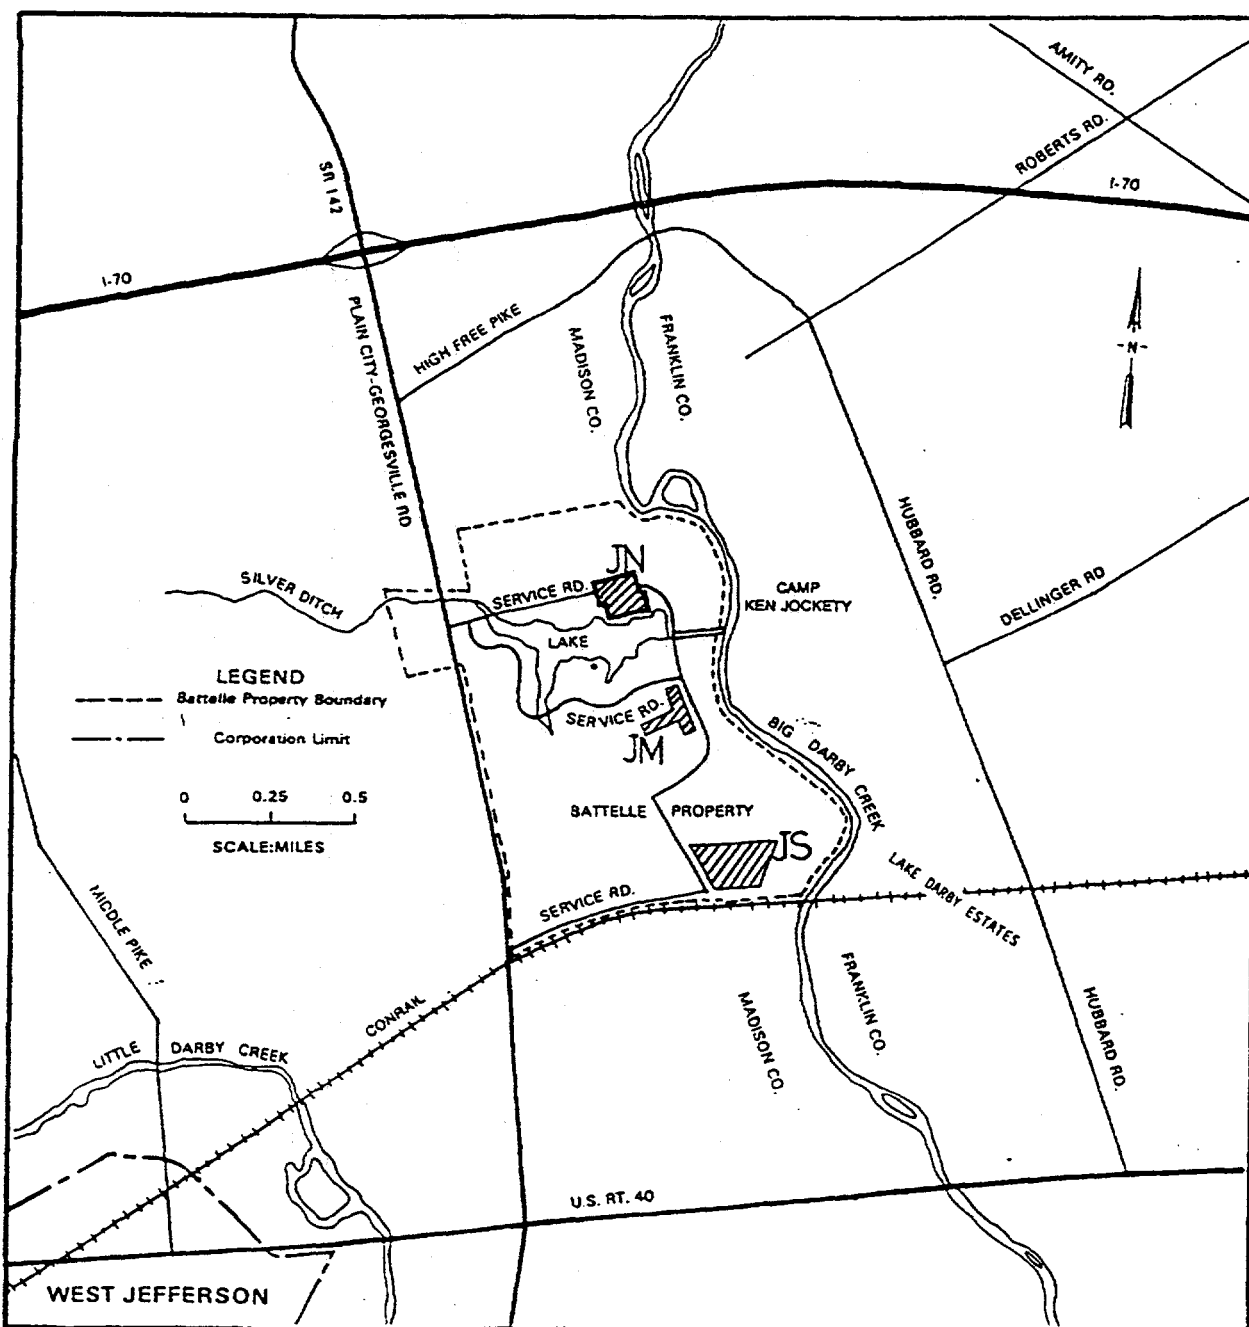 AMITY RD.
ROBERTS RD.
I-70
SR 142
I-70
PLAIN CITY-GEORGESVILLE RD
HIGH FREE PIKE
MADISON CO.
FRANKLIN CO.
-N-
HUBBARD RD.
DELLINGER RD
JN
SILVER DITCH
SERVICE RD.
CAMP
KEN JOCKETY
LAKE
LEGEND
Battelle Property Boundary
Corporation Limit
SERVICE RD.
JM
BIG DARBY CREEK
0 0.25 0.5
SCALE:MILES
BATTELLE PROPERTY
JS
LAKE DARBY ESTATES
SERVICE RD.
MIDDLE PIKE
CONRAIL
LITTLE DARBY CREEK
MADISON CO.
FRANKLIN CO.
HUBBARD RD.
U.S. RT. 40
WEST JEFFERSON